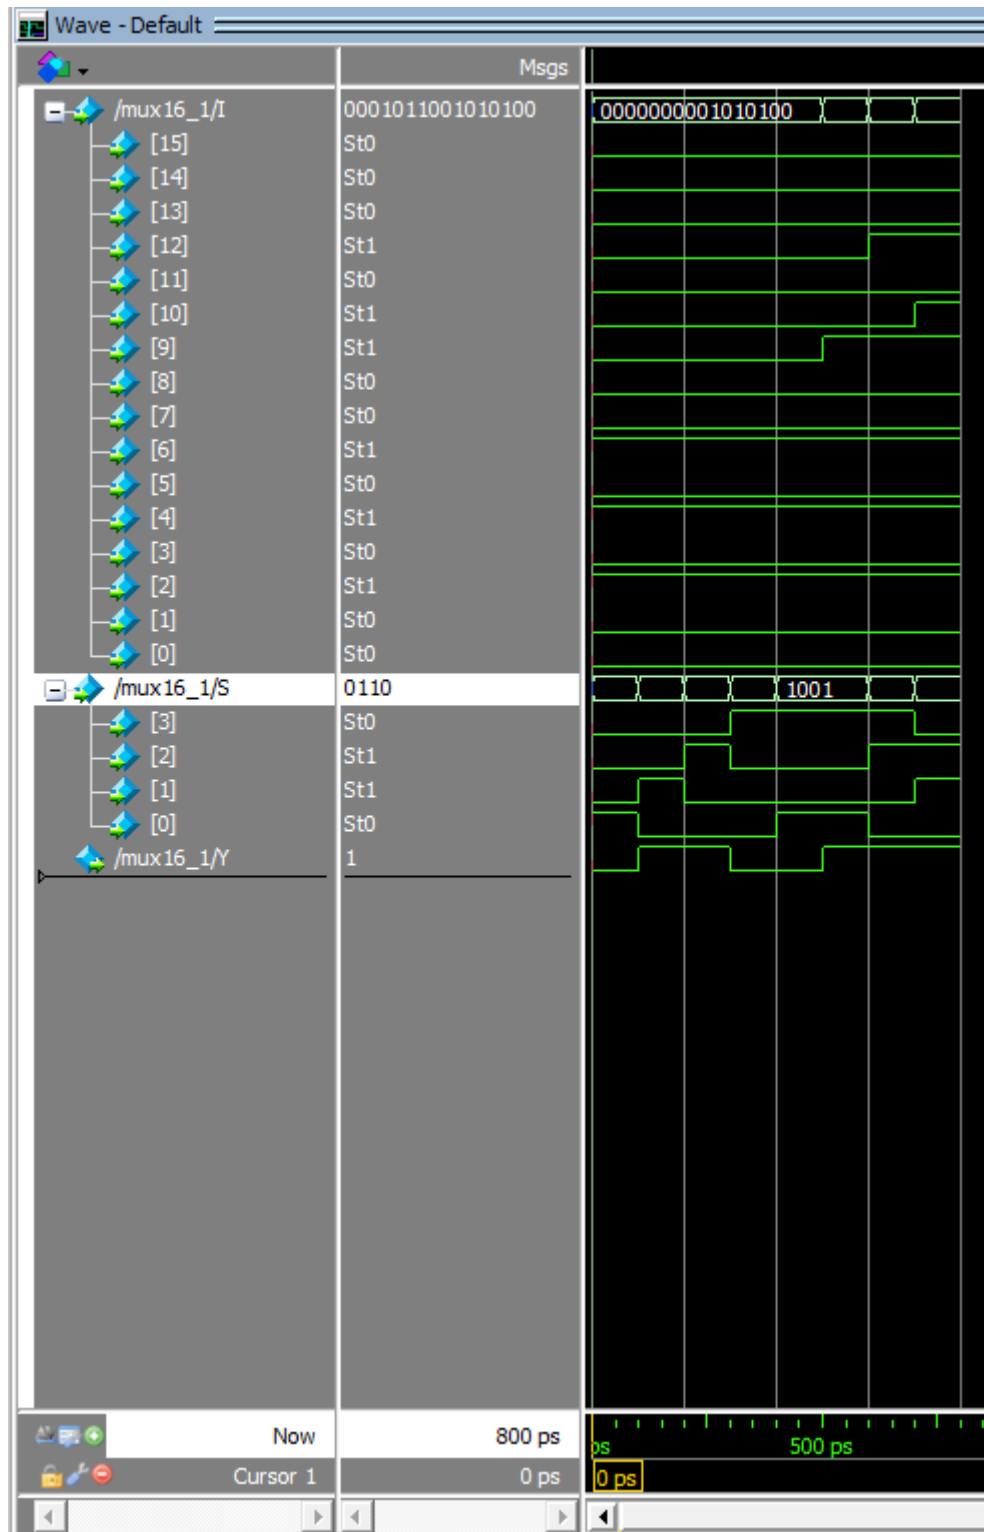 Wave - Default
Msgs
/mux16_1/I 0001011001010100 0000000001010100
[15] St0
[14] St0
[13] St0
[12] St1
[11] St0
[10] St1
[9] St1
[8] St0
[7] St0
[6] St1
[5] St0
[4] St1
[3] St0
[2] St1
[1] St0
[0] St0
/mux16_1/S 0110 1001
[3] St0
[2] St1
[1] St1
[0] St0
/mux16_1/Y 1
Now 800 ps ps 500 ps
Cursor 1 0 ps 0 ps